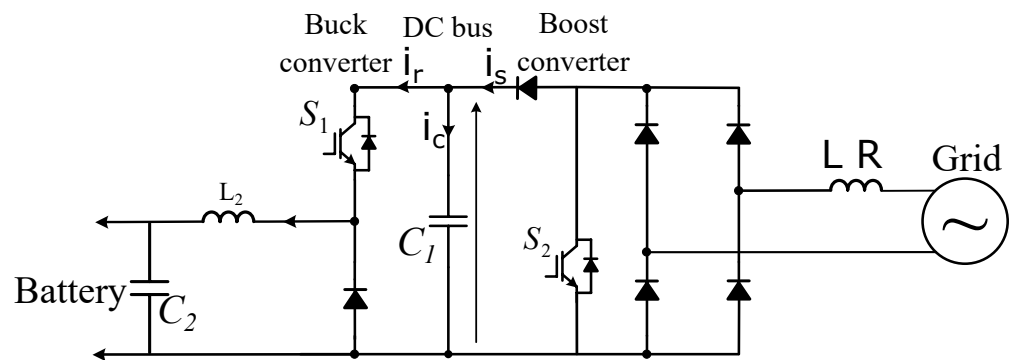 Buck
converter
DC bus
Boost
converter
i_r
i_s
S_1
i_c
L R
Grid
L_2
C_1
S_2
~
Battery
C_2